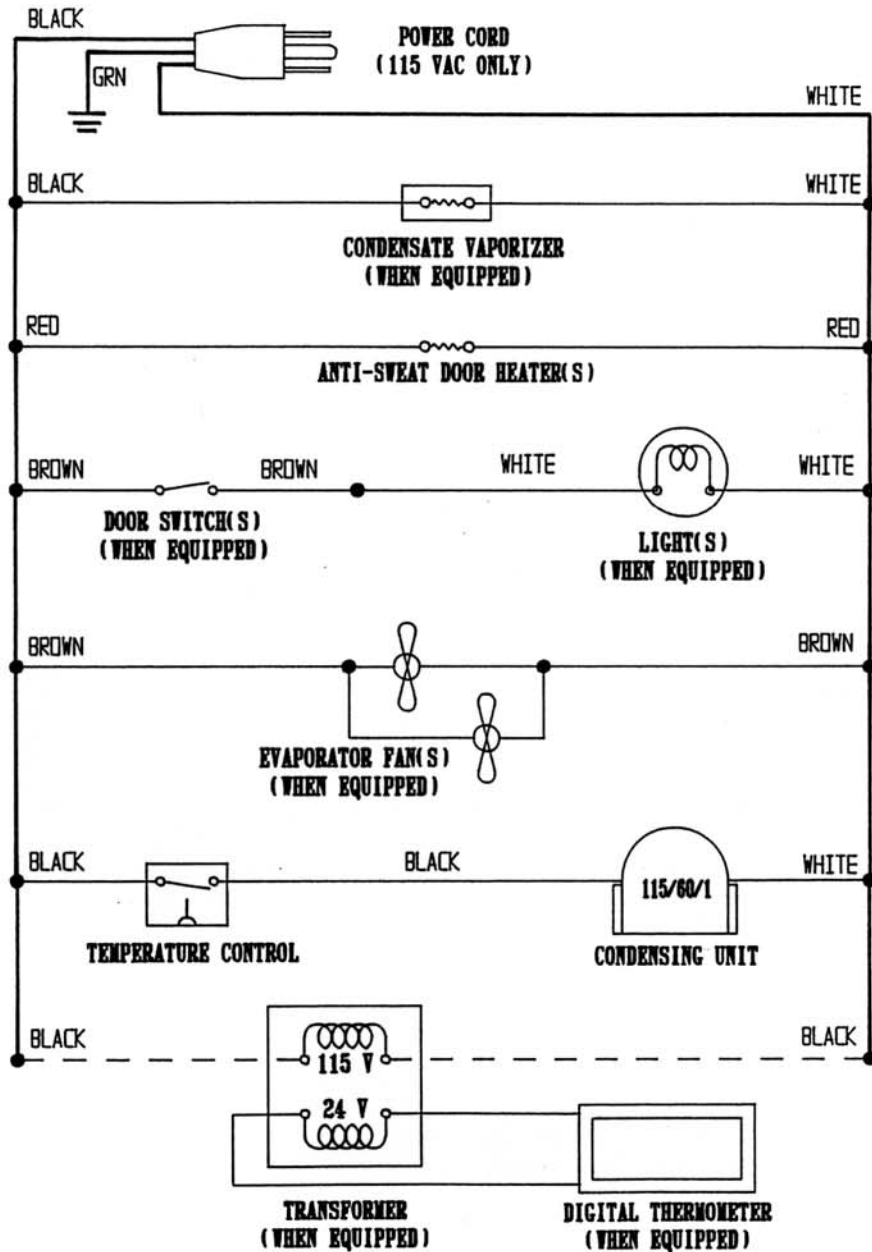 BLACK
POWER CORD
(115 VAC ONLY)
GRN
WHITE
BLACK
WHITE
CONDENSATE VAPORIZER
(WHEN EQUIPPED)
RED
RED
ANTI-SWEAT DOOR HEATER(S)
BROWN
BROWN
WHITE
WHITE
DOOR SWITCH(S)
(WHEN EQUIPPED)
LIGHT(S)
(WHEN EQUIPPED)
BROWN
BROWN
EVAPORATOR FAN(S)
(WHEN EQUIPPED)
BLACK
BLACK
WHITE
115/60/1
TEMPERATURE CONTROL
CONDENSING UNIT
BLACK
BLACK
115 V
24 V
TRANSFORMER
(WHEN EQUIPPED)
DIGITAL THERMOMETER
(WHEN EQUIPPED)